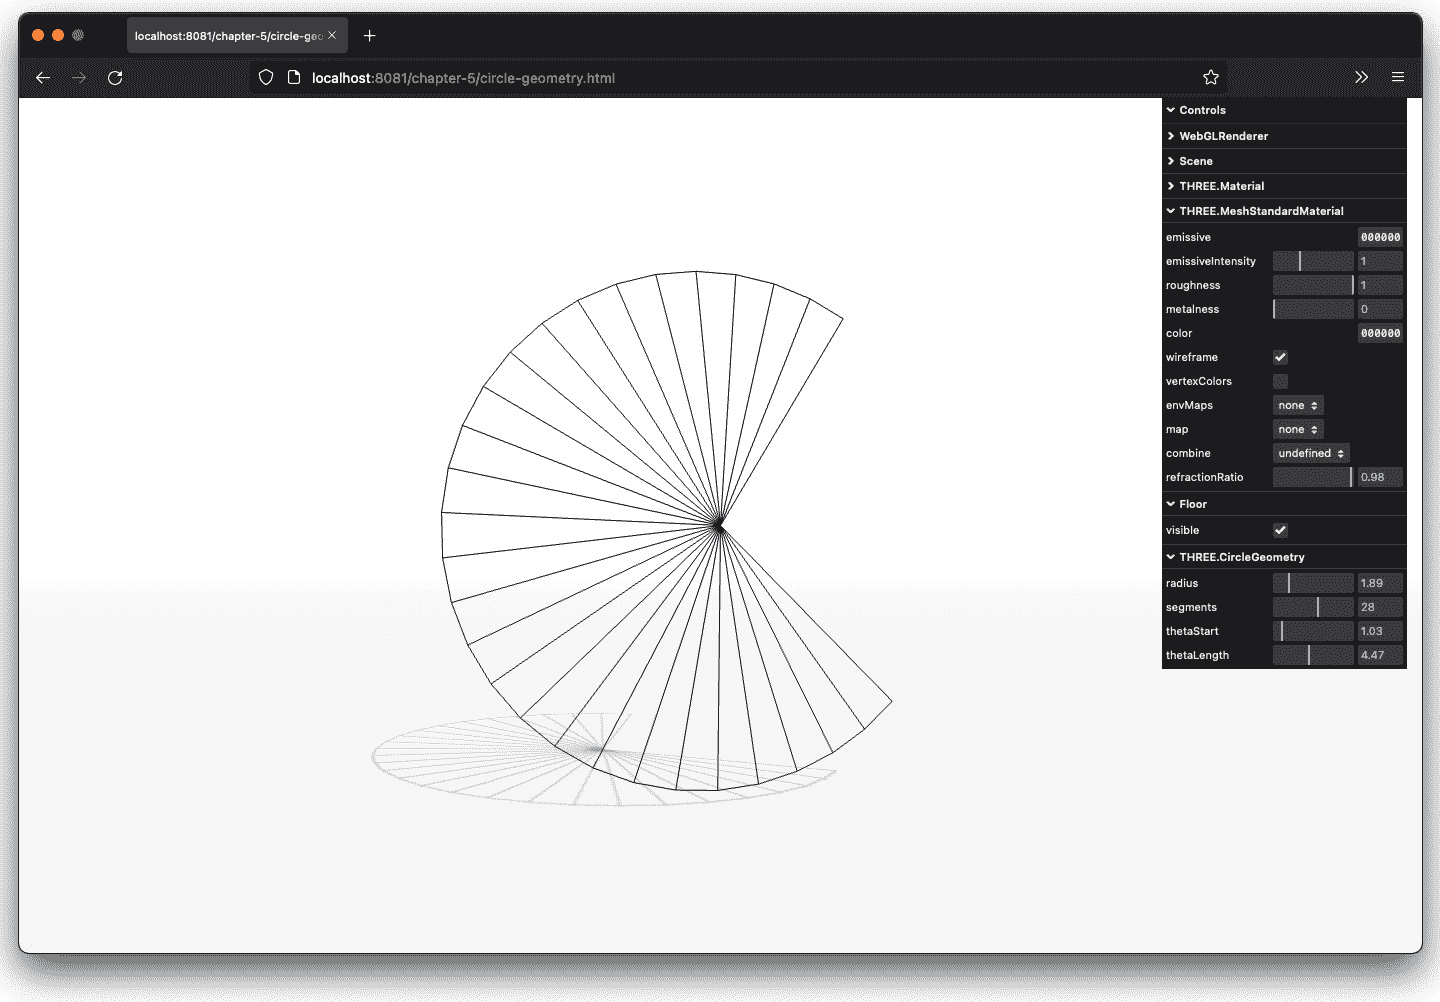 localhost:8081/chapter-5/circle-geo
localhost:8081/chapter-5/circle-geometry.html
Controls
WebGLRenderer
Scene
THREE.Material
THREE.MeshStandardMaterial
emissive 000000
emissiveIntensity 1
roughness 1
metalness 0
color 000000
wireframe
vertexColors
envMaps none
map none
combine undefined
refractionRatio 0.98
Floor
visible
THREE.CircleGeometry
radius 1.89
segments 28
thetaStart 1.03
thetaLength 4.47